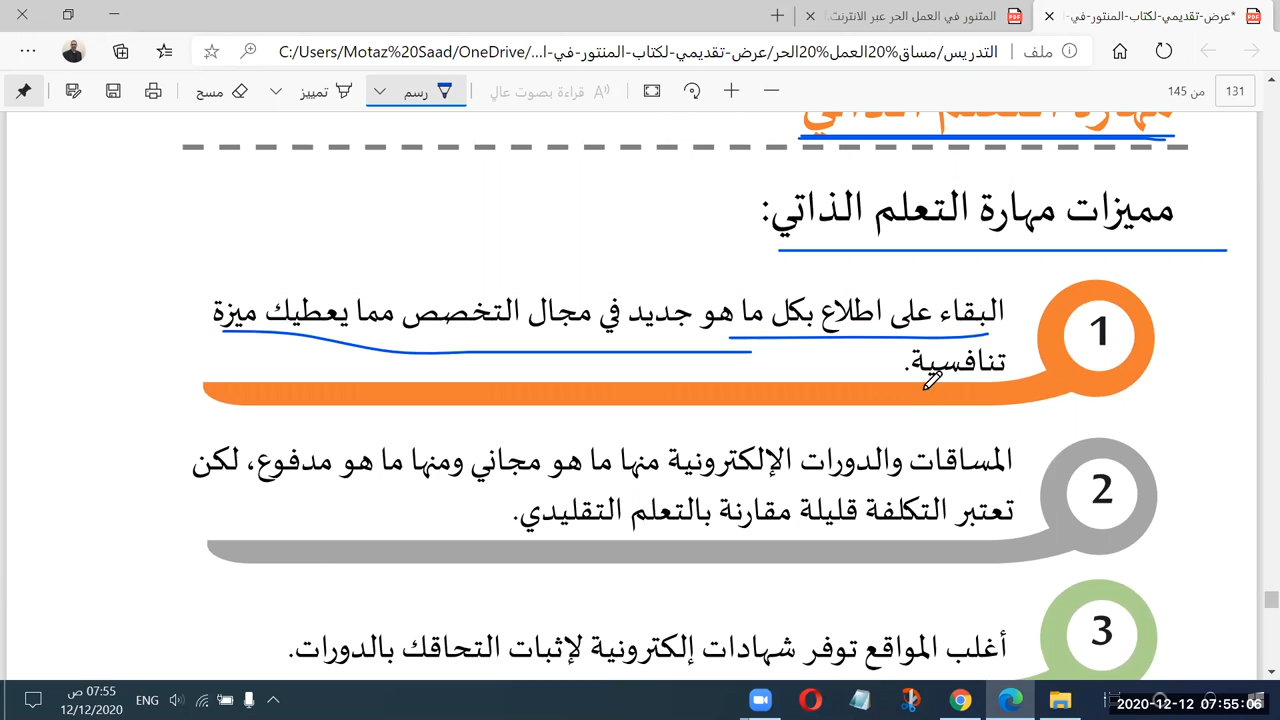 *عرض-تقديمي-لكتاب-المنتور-في-ا
المنتور في العمل الحر عبر الانترنت.
ملف
C:/Users/Motaz%20Saad/OneDrive/التدريس/مساق%20العمل%20الحر/عرض-تقديمي-لكتاب-المنتور-في-ا...
131 من 145
قراءة بصوت عالٍ
رسم
تمييز
مسح
مهارة التعلم الذاتي
مميزات مهارة التعلم الذاتي:
1
البقاء على اطلاع بكل ما هو جديد في مجال التخصص مما يعطيك ميزة
تنافسية.
2
المساقات والدورات الإلكترونية منها ما هو مجاني ومنها ما هو مدفوع، لكن
تعتبر التكلفة قليلة مقارنة بالتعلم التقليدي.
3
أغلب المواقع توفر شهادات إلكترونية لإثبات التحاقك بالدورات.
07:55 ص
12/12/2020
ENG
2020-12-12 07:55:06